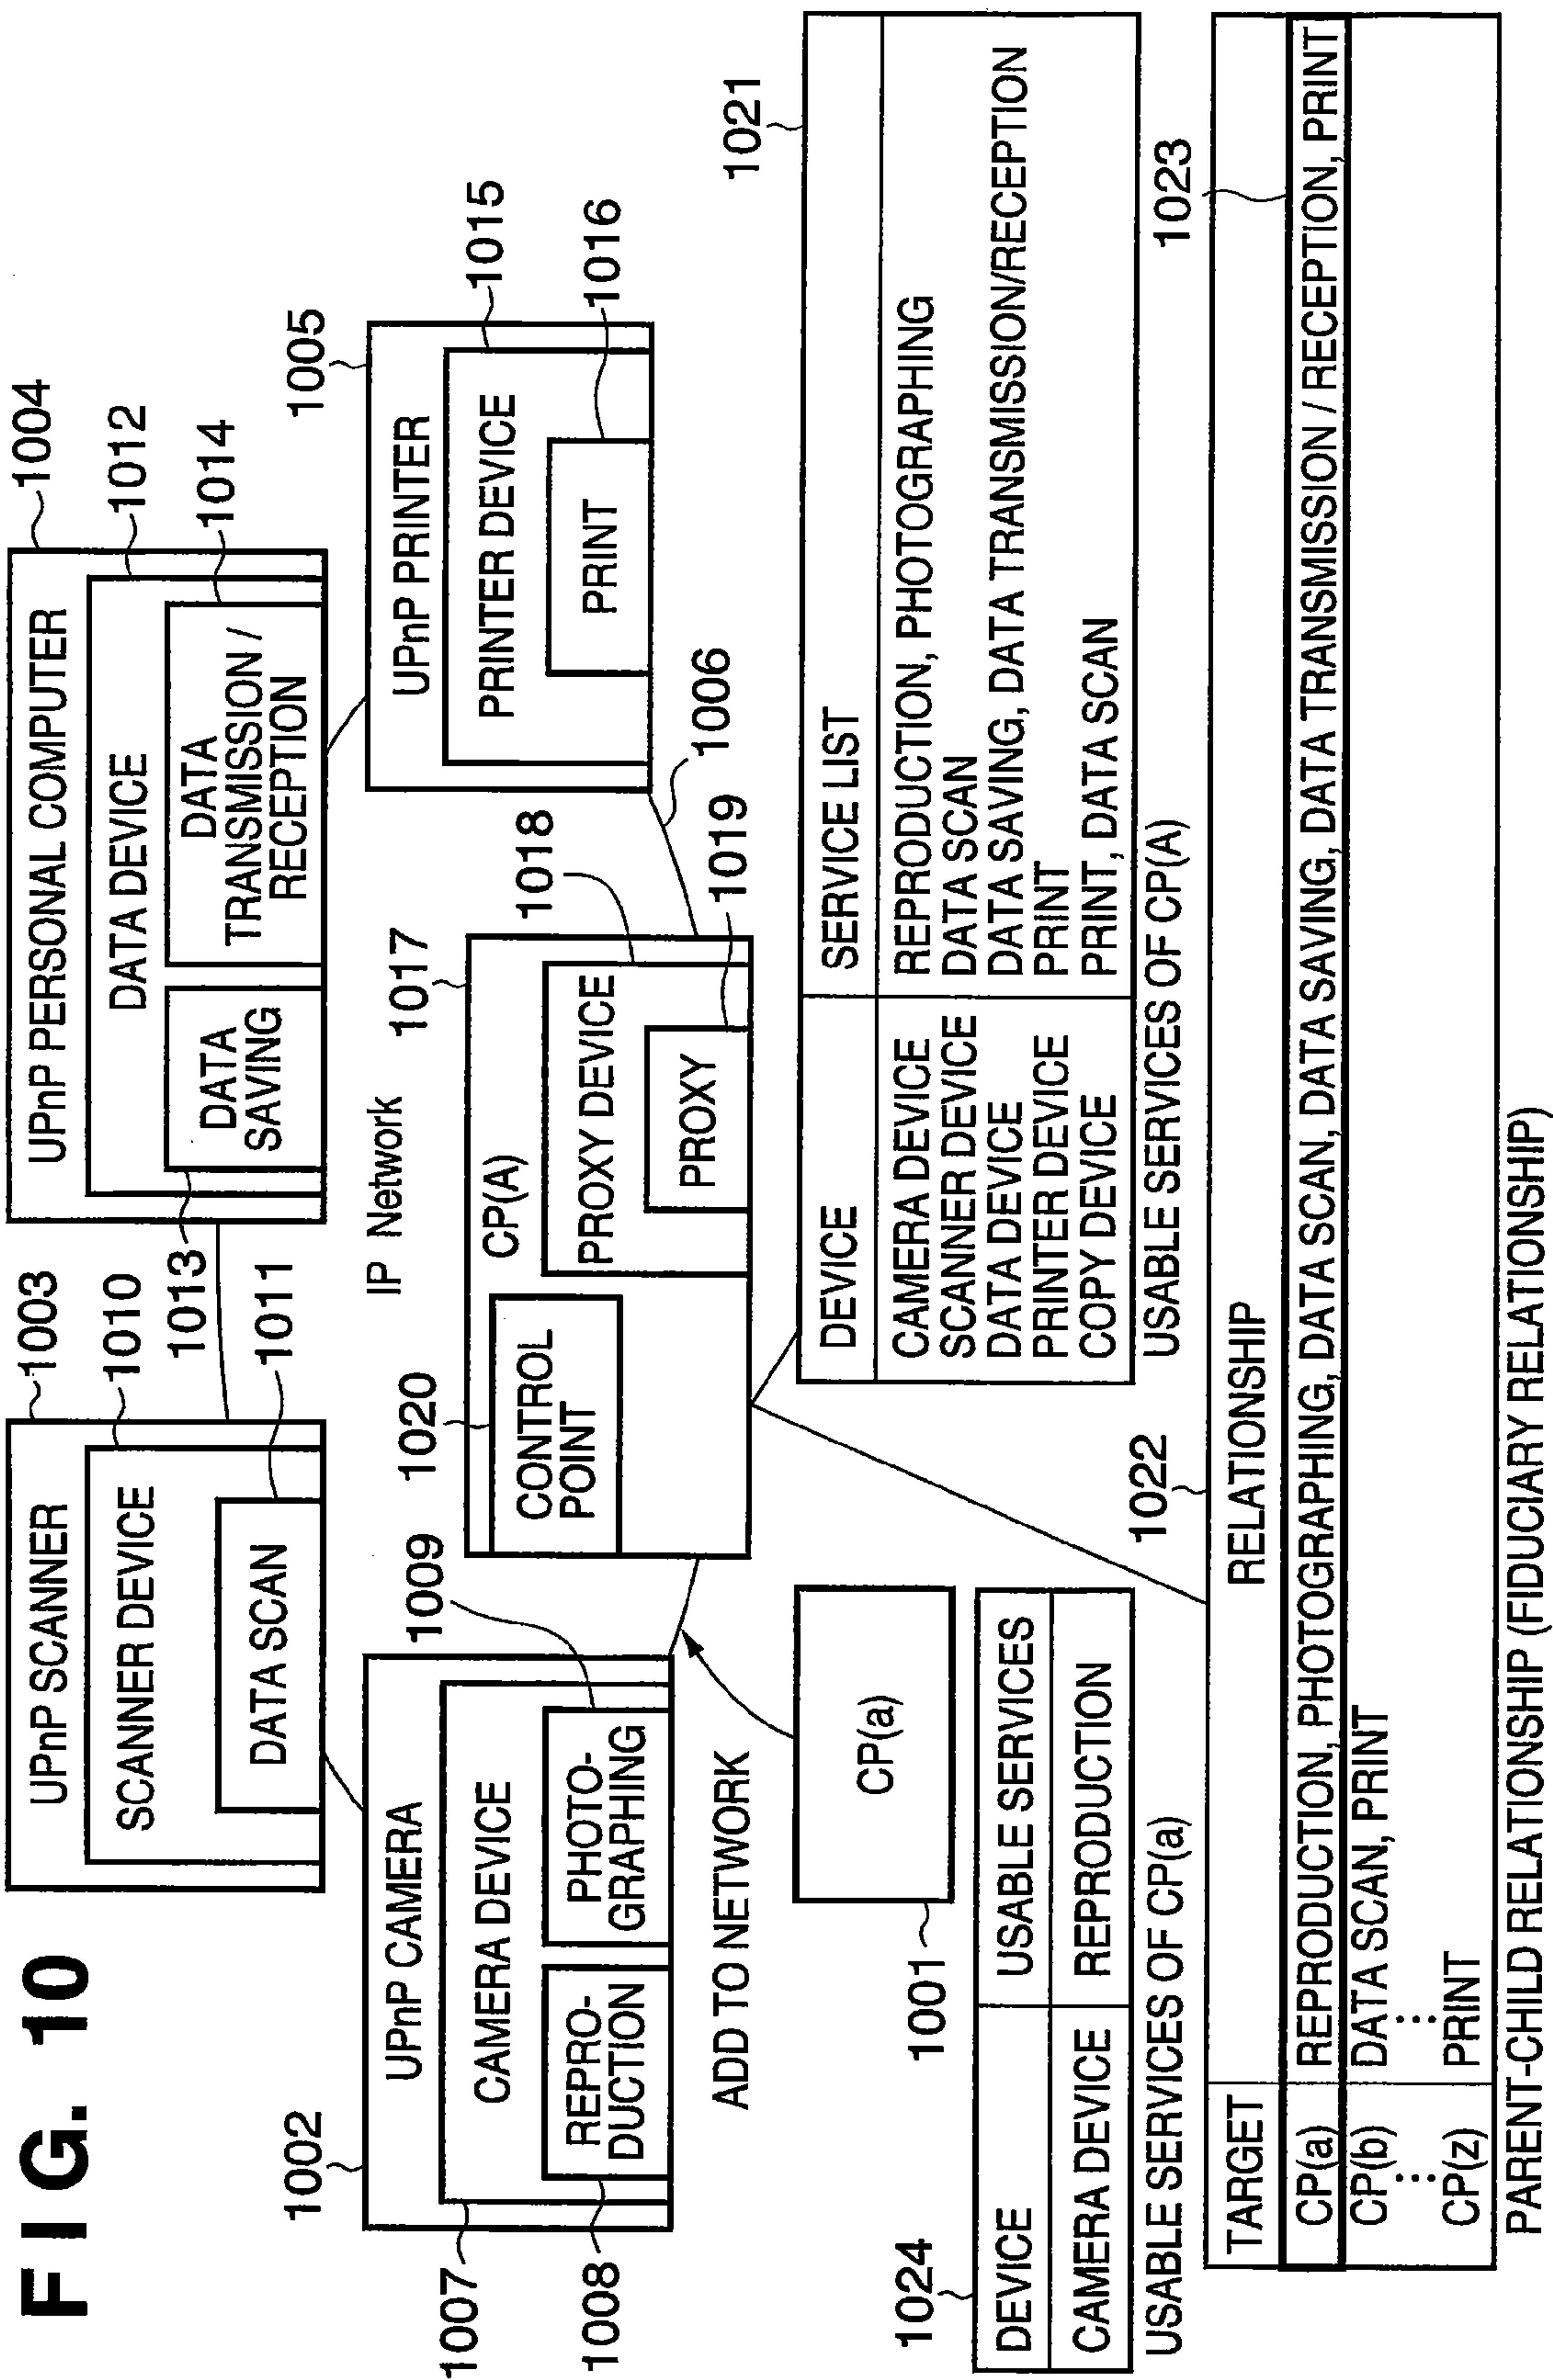 FIG. 10
1003
UPnP SCANNER
1010
SCANNER DEVICE
1011
DATA SCAN
1004
UPnP PERSONAL COMPUTER
1012
DATA DEVICE
1013
DATA
SAVING
1014
DATA
TRANSMISSION /
RECEPTION
1002
UPnP CAMERA
1007
CAMERA DEVICE
1008
REPRO-
DUCTION
1009
PHOTO-
GRAPHING
IP Network
1017
CP(A)
1020
CONTROL
POINT
1018
PROXY DEVICE
1019
PROXY
1005
UPnP PRINTER
1015
PRINTER DEVICE
1016
PRINT
1006
ADD TO NETWORK
1001
CP(a)
1024
DEVICE USABLE SERVICES
CAMERA DEVICE REPRODUCTION
USABLE SERVICES OF CP(a)
1021
DEVICE SERVICE LIST
CAMERA DEVICE REPRODUCTION, PHOTOGRAPHING
SCANNER DEVICE DATA SCAN
DATA DEVICE DATA SAVING, DATA TRANSMISSION/RECEPTION
PRINTER DEVICE PRINT
COPY DEVICE PRINT, DATA SCAN
USABLE SERVICES OF CP(A)
1022
1023
TARGET RELATIONSHIP
CP(a) REPRODUCTION, PHOTOGRAPHING, DATA SCAN, DATA SAVING, DATA TRANSMISSION / RECEPTION, PRINT
CP(b) DATA SCAN, PRINT
⋮ ⋮
CP(z) PRINT
PARENT-CHILD RELATIONSHIP (FIDUCIARY RELATIONSHIP)